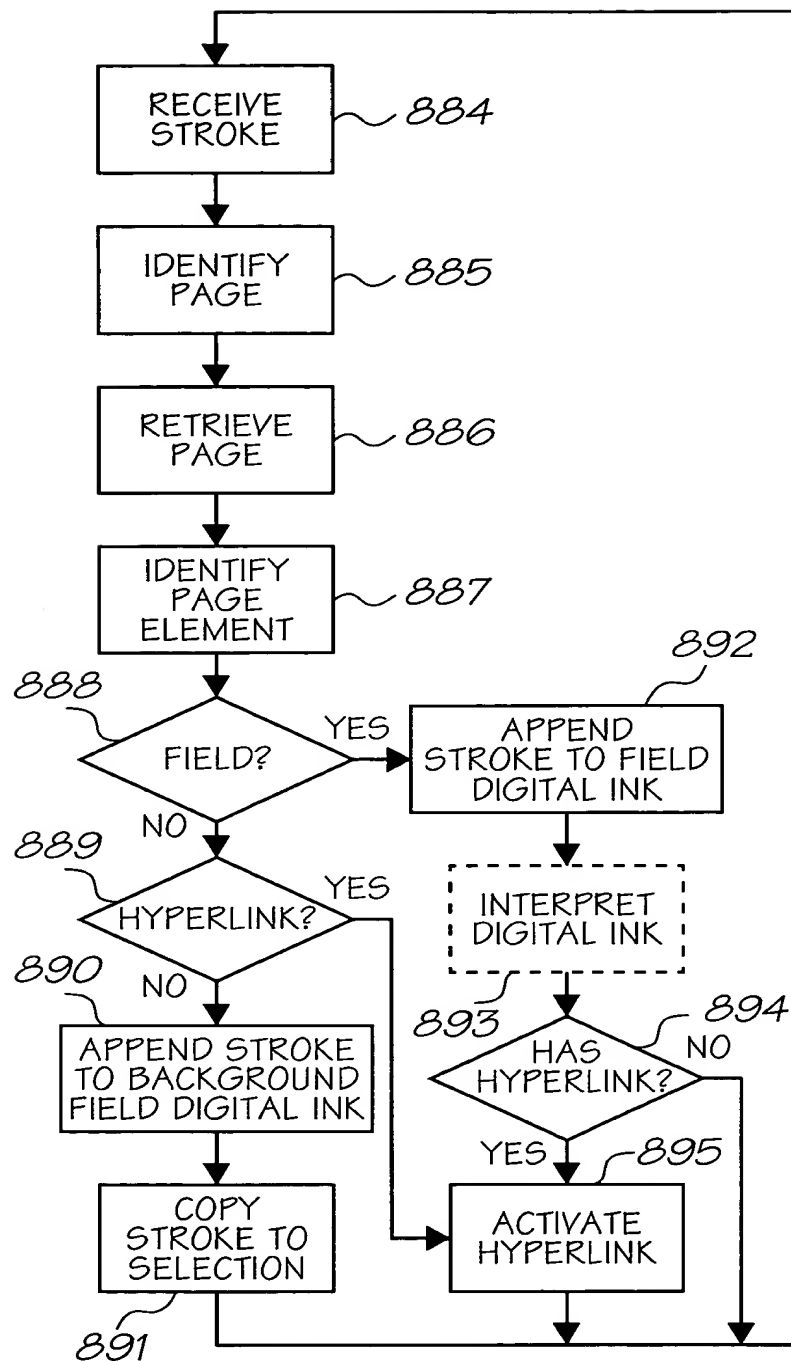 RECEIVE
STROKE
884
IDENTIFY
PAGE
885
RETRIEVE
PAGE
886
IDENTIFY
PAGE
ELEMENT
887
888
FIELD?
YES
NO
892
APPEND
STROKE TO FIELD
DIGITAL INK
889
HYPERLINK?
YES
NO
INTERPRET
DIGITAL INK
893
890
APPEND STROKE
TO BACKGROUND
FIELD DIGITAL INK
894
HAS
HYPERLINK?
NO
YES
COPY
STROKE TO
SELECTION
891
895
ACTIVATE
HYPERLINK